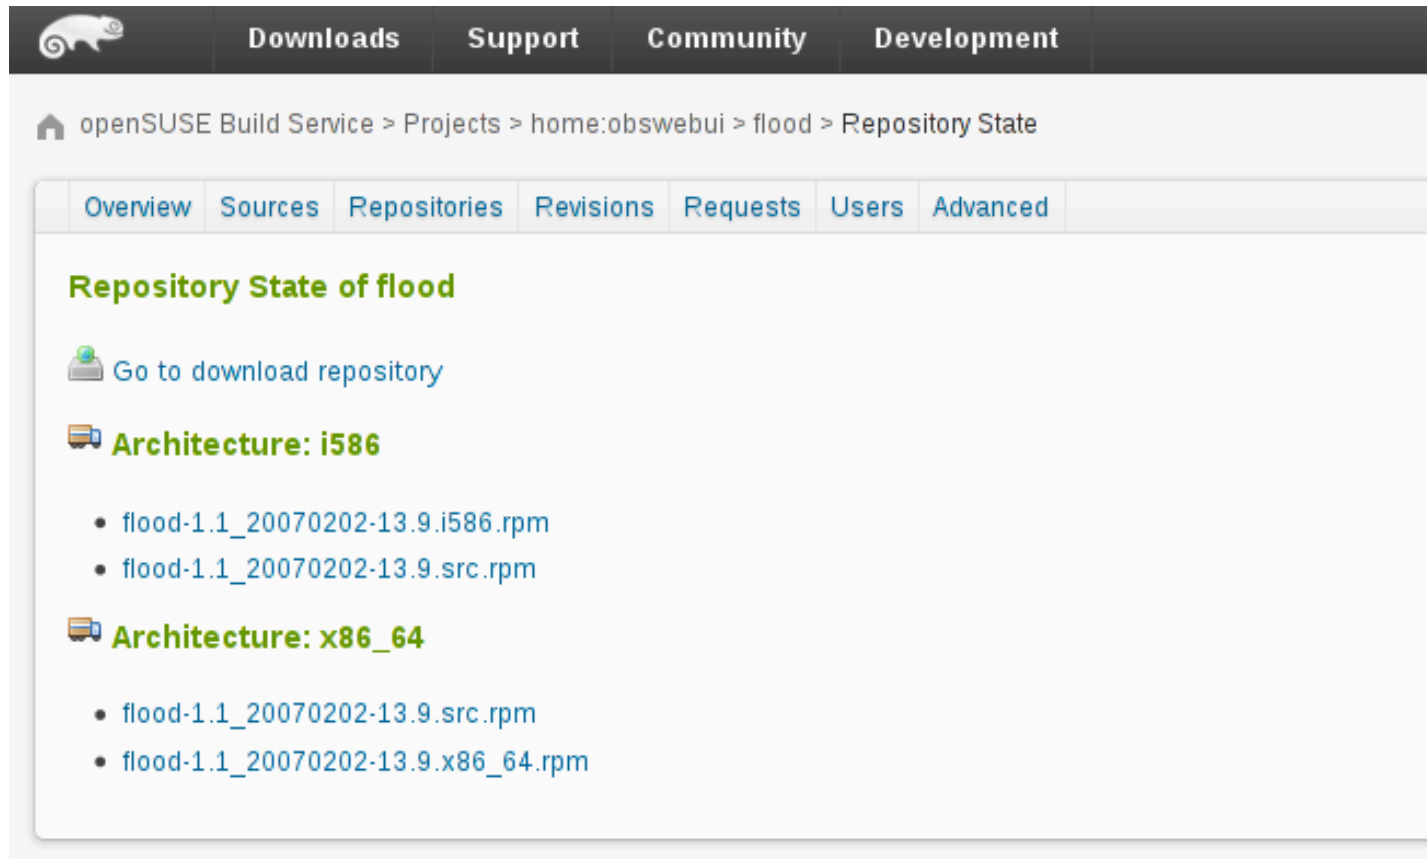 Downloads Support Community Development
openSUSE Build Service > Projects > home:obswebui > flood > Repository State
Overview Sources Repositories Revisions Requests Users Advanced
Repository State of flood
Go to download repository
Architecture: i586
• flood-1.1_20070202-13.9.i586.rpm
• flood-1.1_20070202-13.9.src.rpm
Architecture: x86_64
• flood-1.1_20070202-13.9.src.rpm
• flood-1.1_20070202-13.9.x86_64.rpm